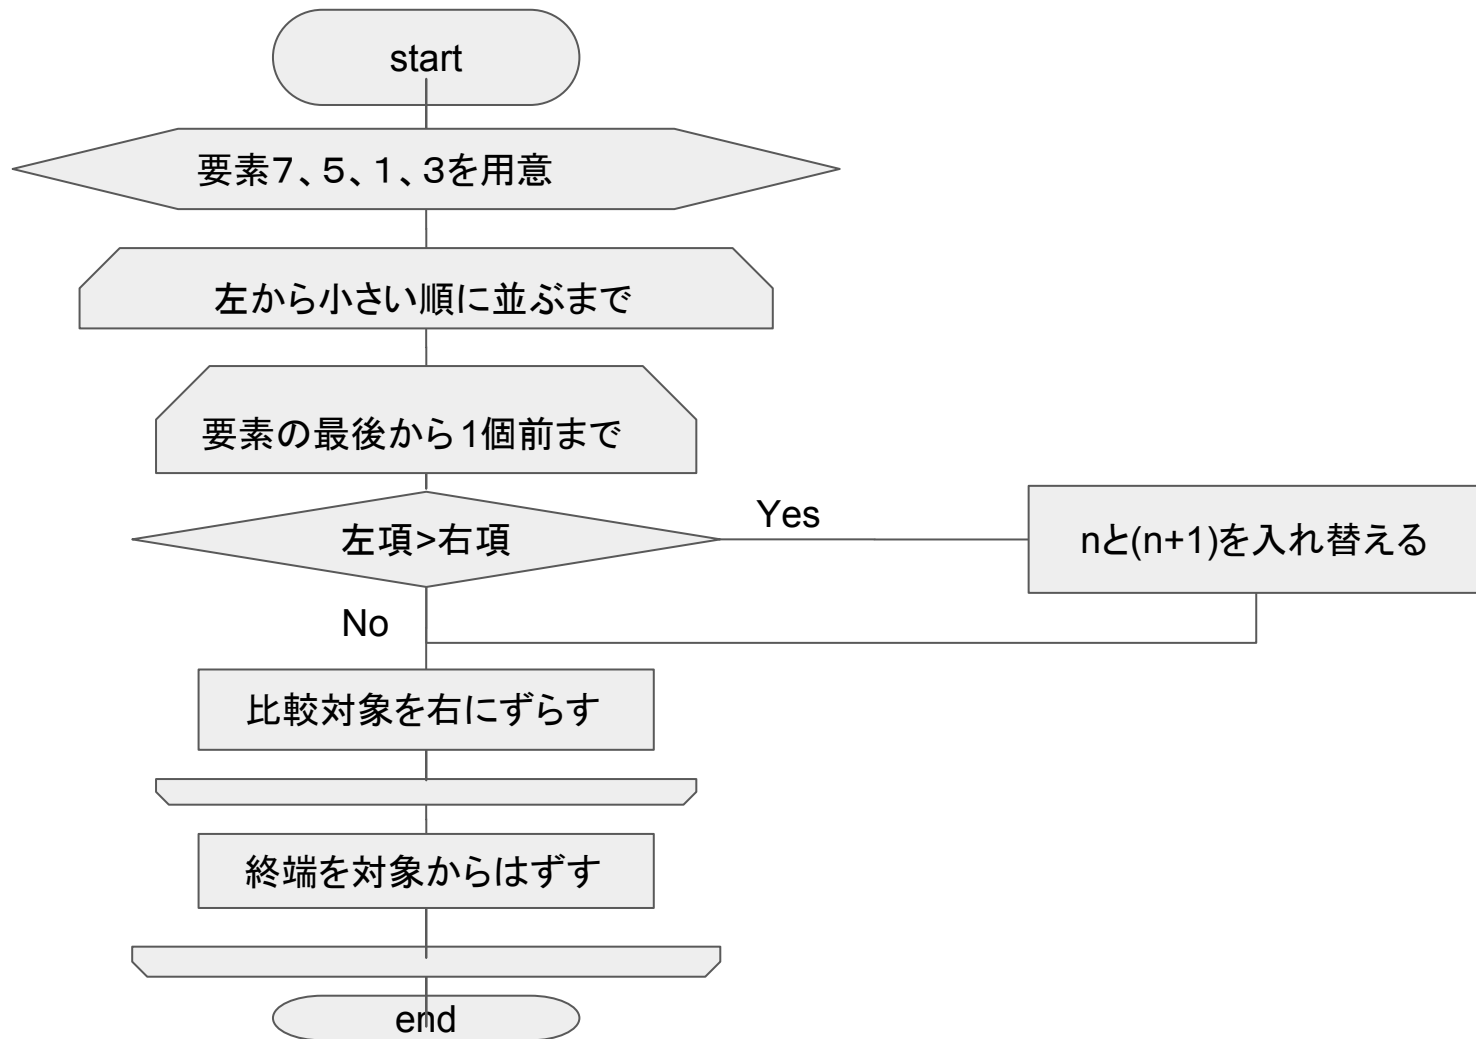 start
要素７、５、１、３を用意
左から小さい順に並ぶまで
要素の最後から1個前まで
左項>右項
Yes
nと(n+1)を入れ替える
No
比較対象を右にずらす
終端を対象からはずす
end